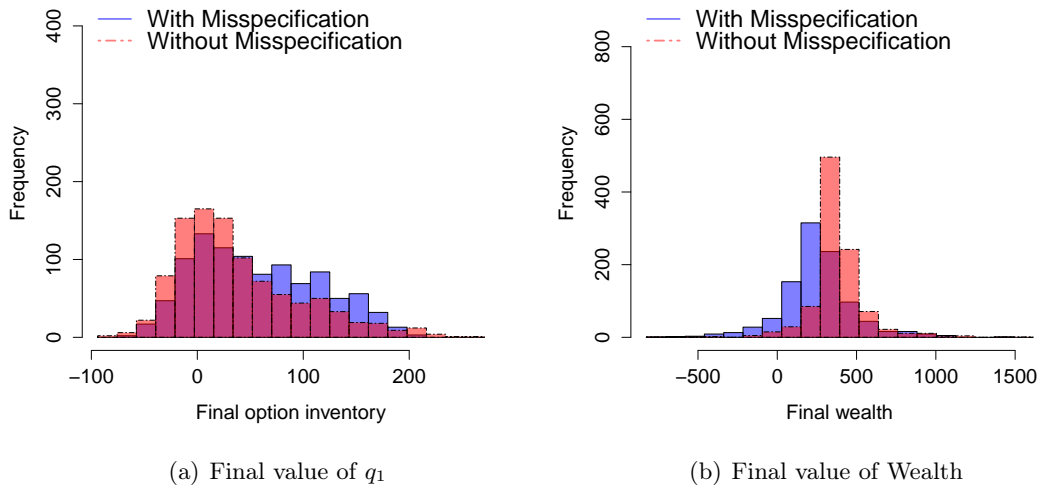 With Misspecification
Without Misspecification
Frequency
0
100
200
300
400
−100
0
100
200
Final option inventory
(a) Final value of q1
With Misspecification
Without Misspecification
Frequency
0
200
400
600
800
−500
0
500
1000
1500
Final wealth
(b) Final value of Wealth